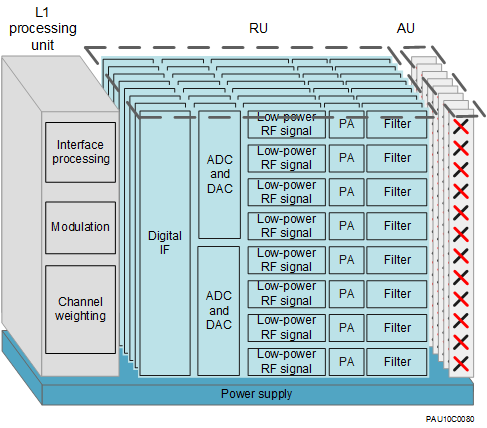 L1
processing
unit
RU
AU
Interface
processing
Modulation
Channel
weighting
Digital
IF
ADC
and
DAC
ADC
and
DAC
Low-power
RF signal
PA
Filter
Low-power
RF signal
PA
Filter
Low-power
RF signal
PA
Filter
Low-power
RF signal
PA
Filter
Low-power
RF signal
PA
Filter
Low-power
RF signal
PA
Filter
Low-power
RF signal
PA
Filter
Low-power
RF signal
PA
Filter
Power supply
PAU10C0080